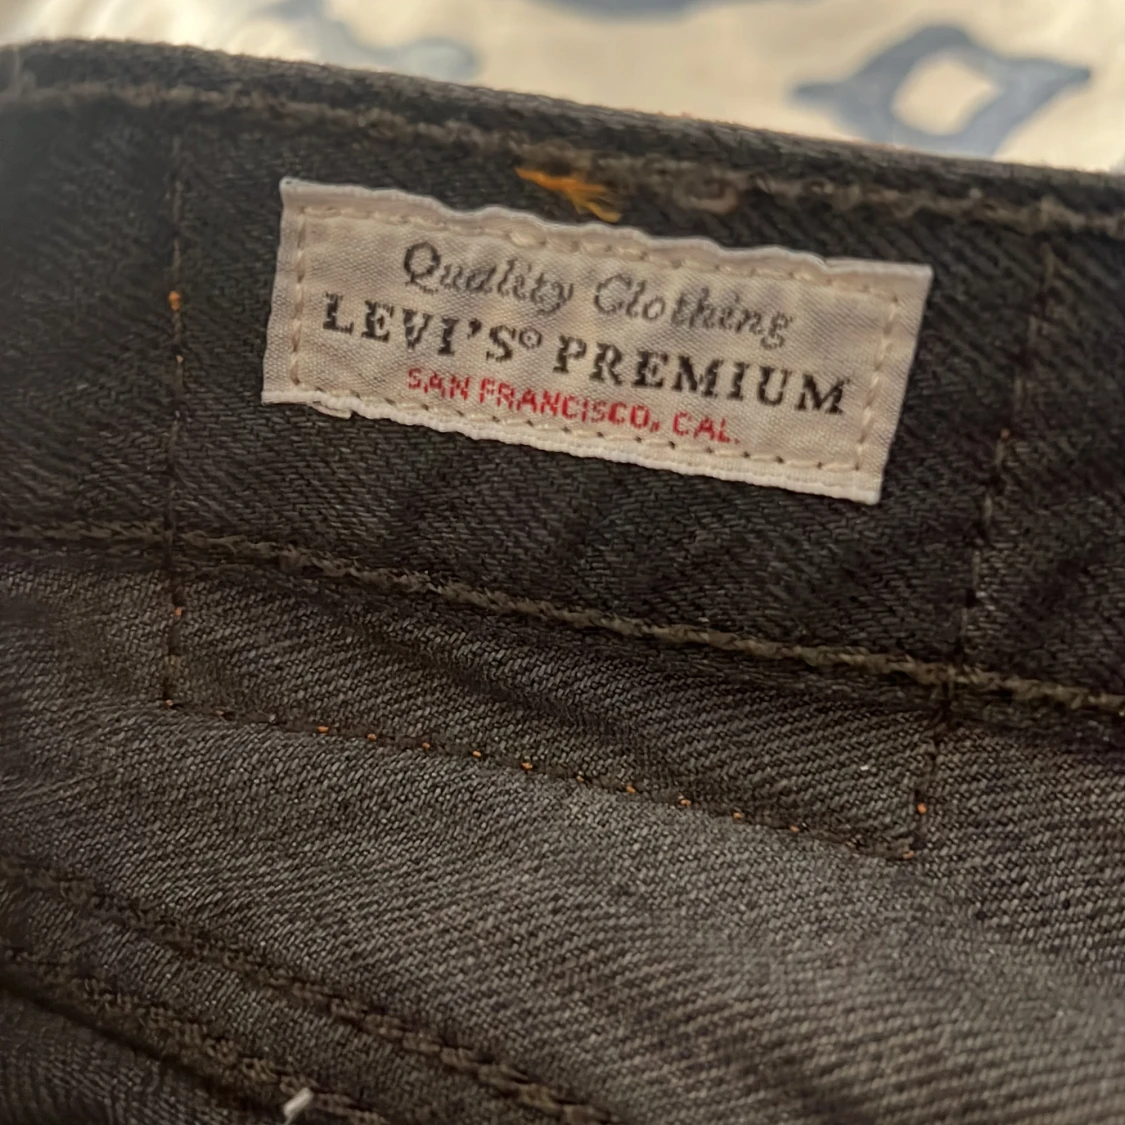 Quality Clothing
LEVI'S® PREMIUM
SAN FRANCISCO, CAL.